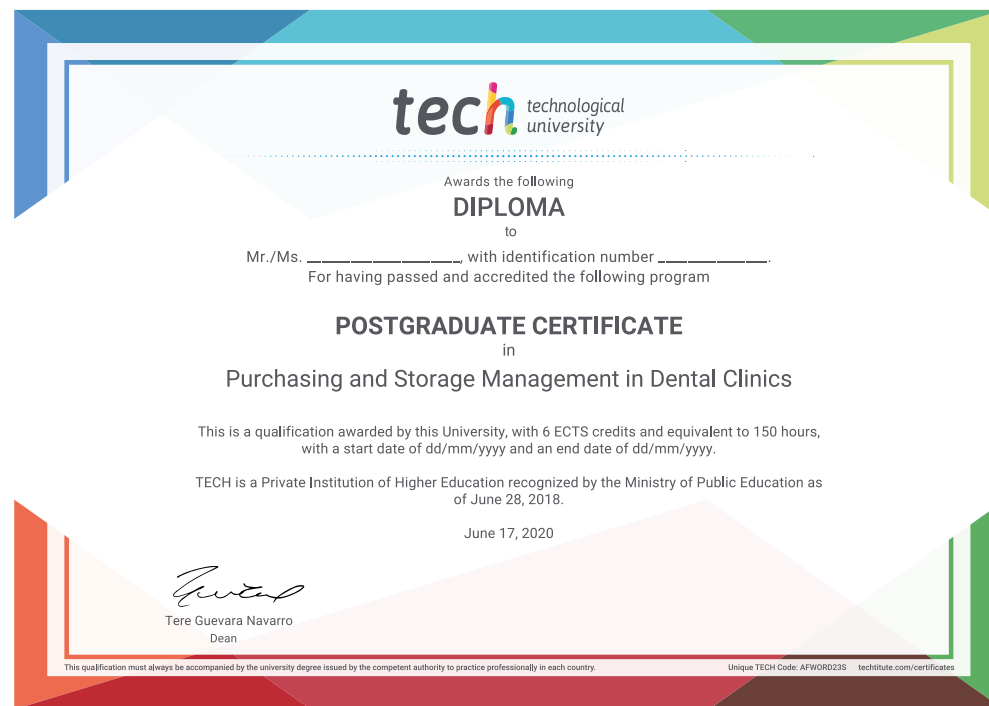 tech technological
university
Awards the following
DIPLOMA
to
Mr./Ms. ____________________, with identification number ______________.
For having passed and accredited the following program
POSTGRADUATE CERTIFICATE
in
Purchasing and Storage Management in Dental Clinics
This is a qualification awarded by this University, with 6 ECTS credits and equivalent to 150 hours,
with a start date of dd/mm/yyyy and an end date of dd/mm/yyyy.
TECH is a Private Institution of Higher Education recognized by the Ministry of Public Education as
of June 28, 2018.
June 17, 2020
Tere Guevara Navarro
Dean
This qualification must always be accompanied by the university degree issued by the competent authority to practice professionally in each country.
Unique TECH Code: AFWORD23S techtitute.com/certificates